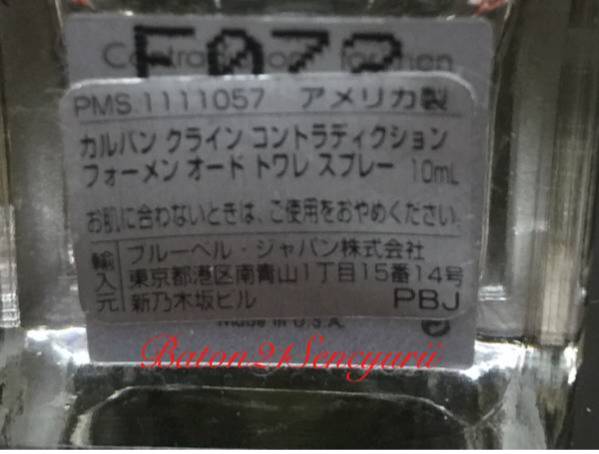 Contradiction for men
PMS 1111057 アメリカ製
カルバン クライン コントラディクション
フォーメン オード トワレ スプレー 10mL
お肌に合わないときは、ご使用をおやめください。
輸入元
ブルーベル・ジャパン株式会社
東京都港区南青山1丁目15番14号
新乃木坂ビル PBJ
Made in U.S.A.
Baton21Sencyurii